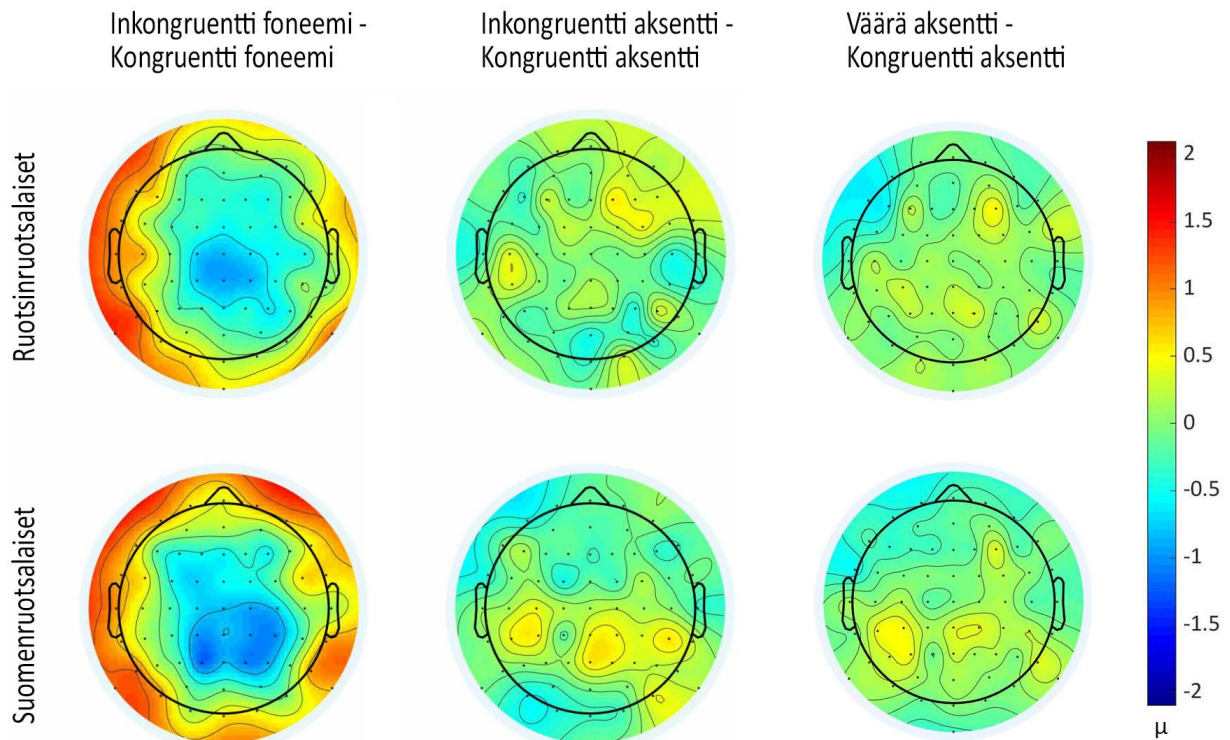 Inkongruentti foneemi -
Kongruentti foneemi
Inkongruentti aksentti -
Kongruentti aksentti
Väärä aksentti -
Kongruentti aksentti
Ruotsinruotsalaiset
Suomenruotsalaiset
2
1.5
1
0.5
0
-0.5
-1
-1.5
-2
μ